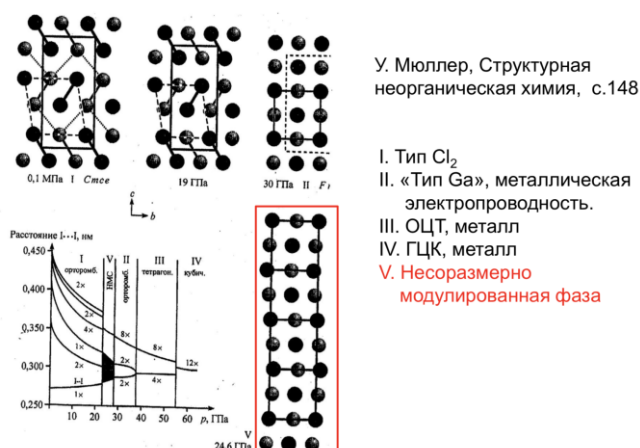 У. Мюллер, Структурная
неорганическая химия, с.148
0,1 МПа I Cmce
19 ГПа
30 ГПа II F
c
b
I. Тип Cl₂
II. «Тип Ga», металлическая
электропроводность.
III. ОЦТ, металл
IV. ГЦК, металл
V. Несоразмерно
модулированная фаза
Расстояние I···I, нм
0,450
0,400
0,350
0,300
0,250
I V II III IV
орторомб. НМС орторомб. тетрагон. кубич.
2×
2×
4×
8×
8×
1×
12×
2×
2×
4×
I–I
2×
1×
10 20 30 40 50 60 p, ГПа
V
24,6 ГПа